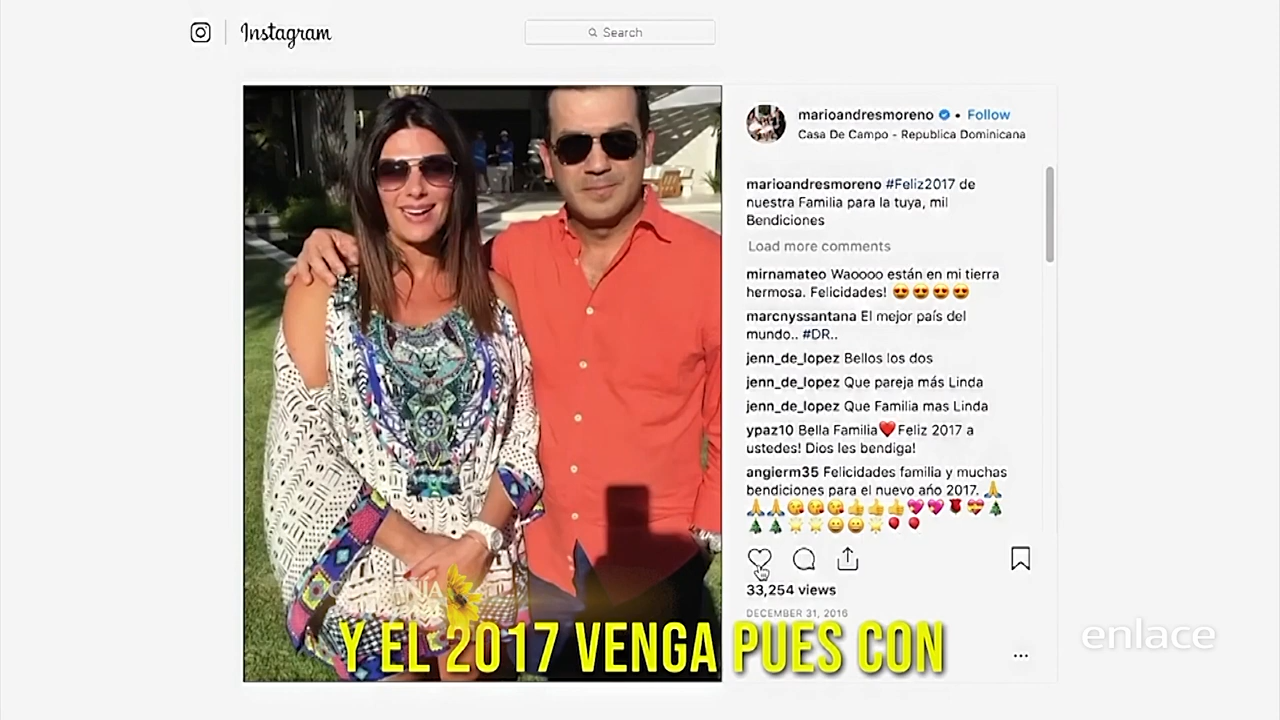 Instagram
Search
marioandresmoreno • Follow
Casa De Campo - Republica Dominicana
marioandresmoreno #Feliz2017 de
nuestra Familia para la tuya, mil
Bendiciones
Load more comments
mirnamateo Waoooo están en mi tierra
hermosa. Felicidades! 😍😍😍😍
marcnyssantana El mejor país del
mundo.. #DR..
jenn_de_lopez Bellos los dos
jenn_de_lopez Que pareja más Linda
jenn_de_lopez Que Familia mas Linda
ypaz10 Bella Familia❤️Feliz 2017 a
ustedes! Dios les bendiga!
angierm35 Felicidades familia y muchas
bendiciones para el nuevo año 2017. 🙏
🙏🙏😘😘😘👍👍👍💖💖🌹💝🎄
🎄🎄🌟🌟😀😀🌟🎈🎈
33,254 views
DECEMBER 31, 2016
enlace
Y EL 2017 VENGA PUES CON